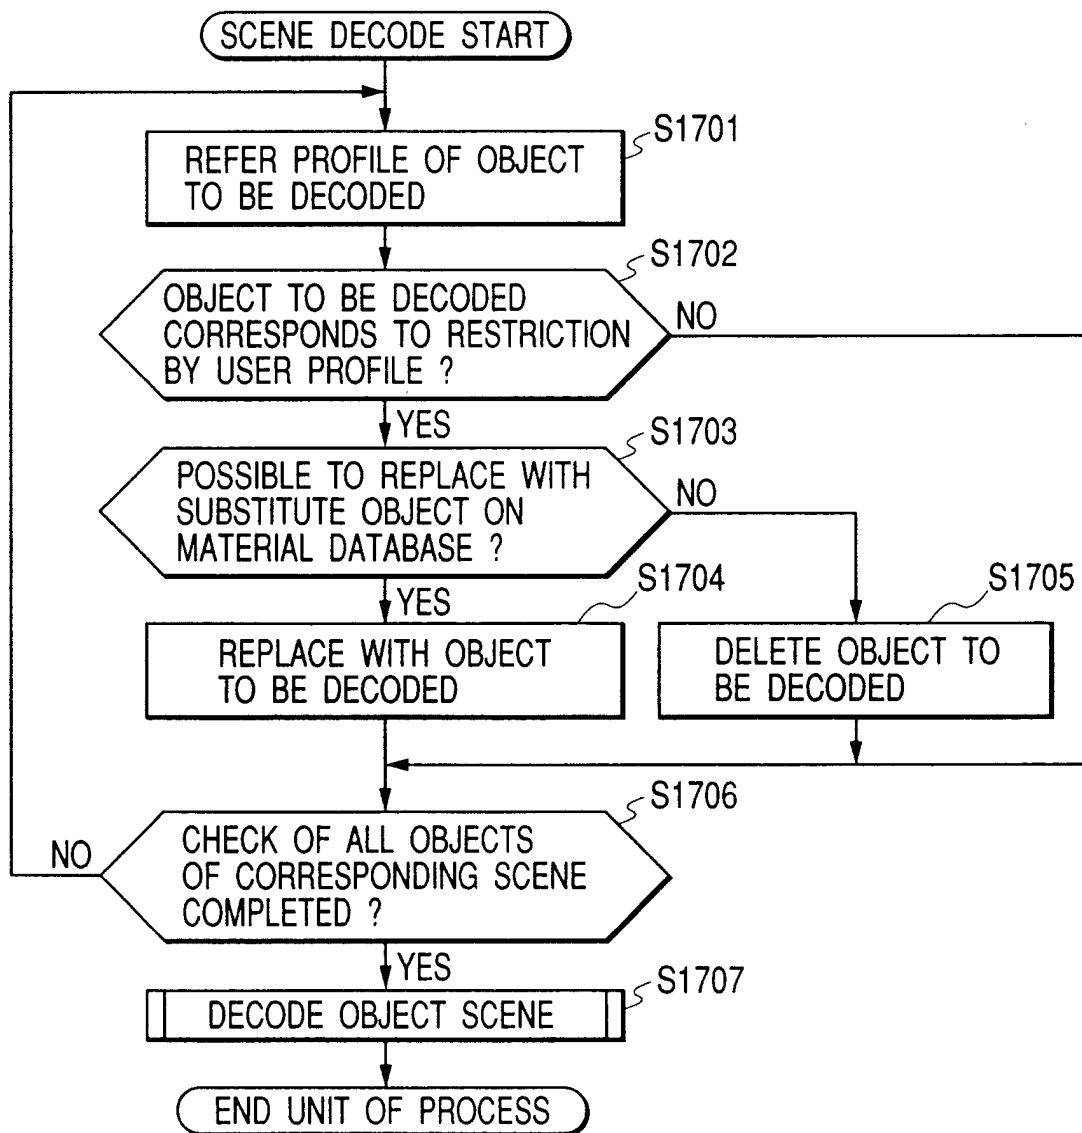 SCENE DECODE START
S1701
REFER PROFILE OF OBJECT
TO BE DECODED
S1702
OBJECT TO BE DECODED
CORRESPONDS TO RESTRICTION
BY USER PROFILE ?
NO
YES
S1703
POSSIBLE TO REPLACE WITH
SUBSTITUTE OBJECT ON
MATERIAL DATABASE ?
NO
YES
S1704
REPLACE WITH OBJECT
TO BE DECODED
S1705
DELETE OBJECT TO
BE DECODED
S1706
CHECK OF ALL OBJECTS
OF CORRESPONDING SCENE
COMPLETED ?
NO
YES
S1707
DECODE OBJECT SCENE
END UNIT OF PROCESS